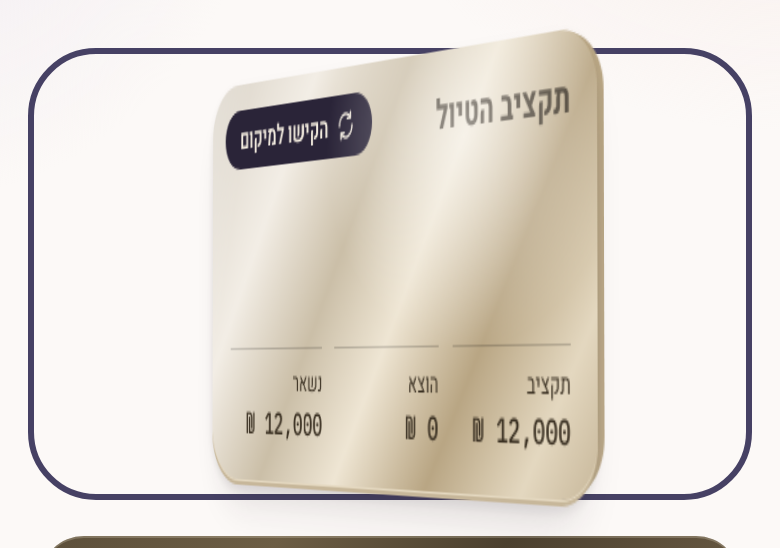 תקציב הטיול
הקישו למיקום
תקציב
הוצא
נשאר
12,000 ₪
0 ₪
12,000 ₪